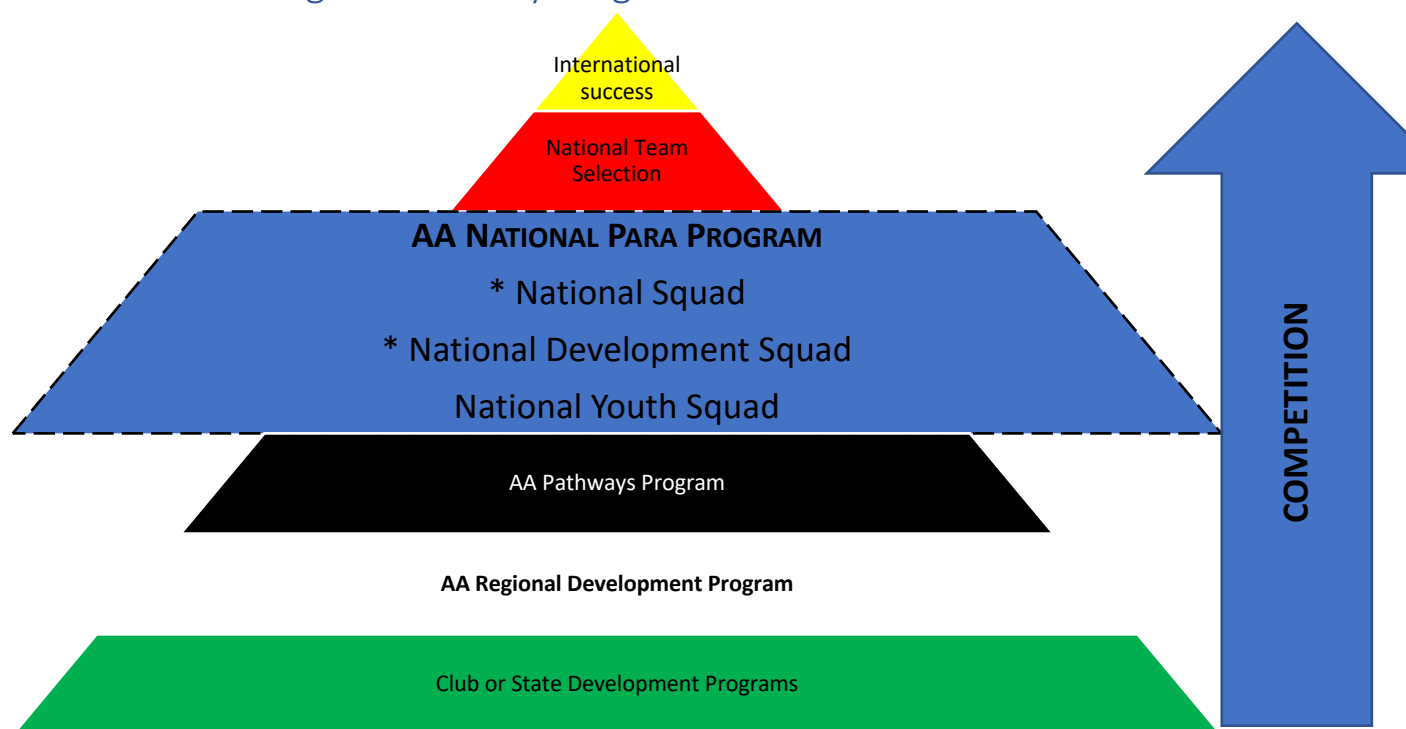 International
success
National Team
Selection
AA NATIONAL PARA PROGRAM
* National Squad
* National Development Squad
National Youth Squad
AA Pathways Program
AA Regional Development Program
Club or State Development Programs
COMPETITION